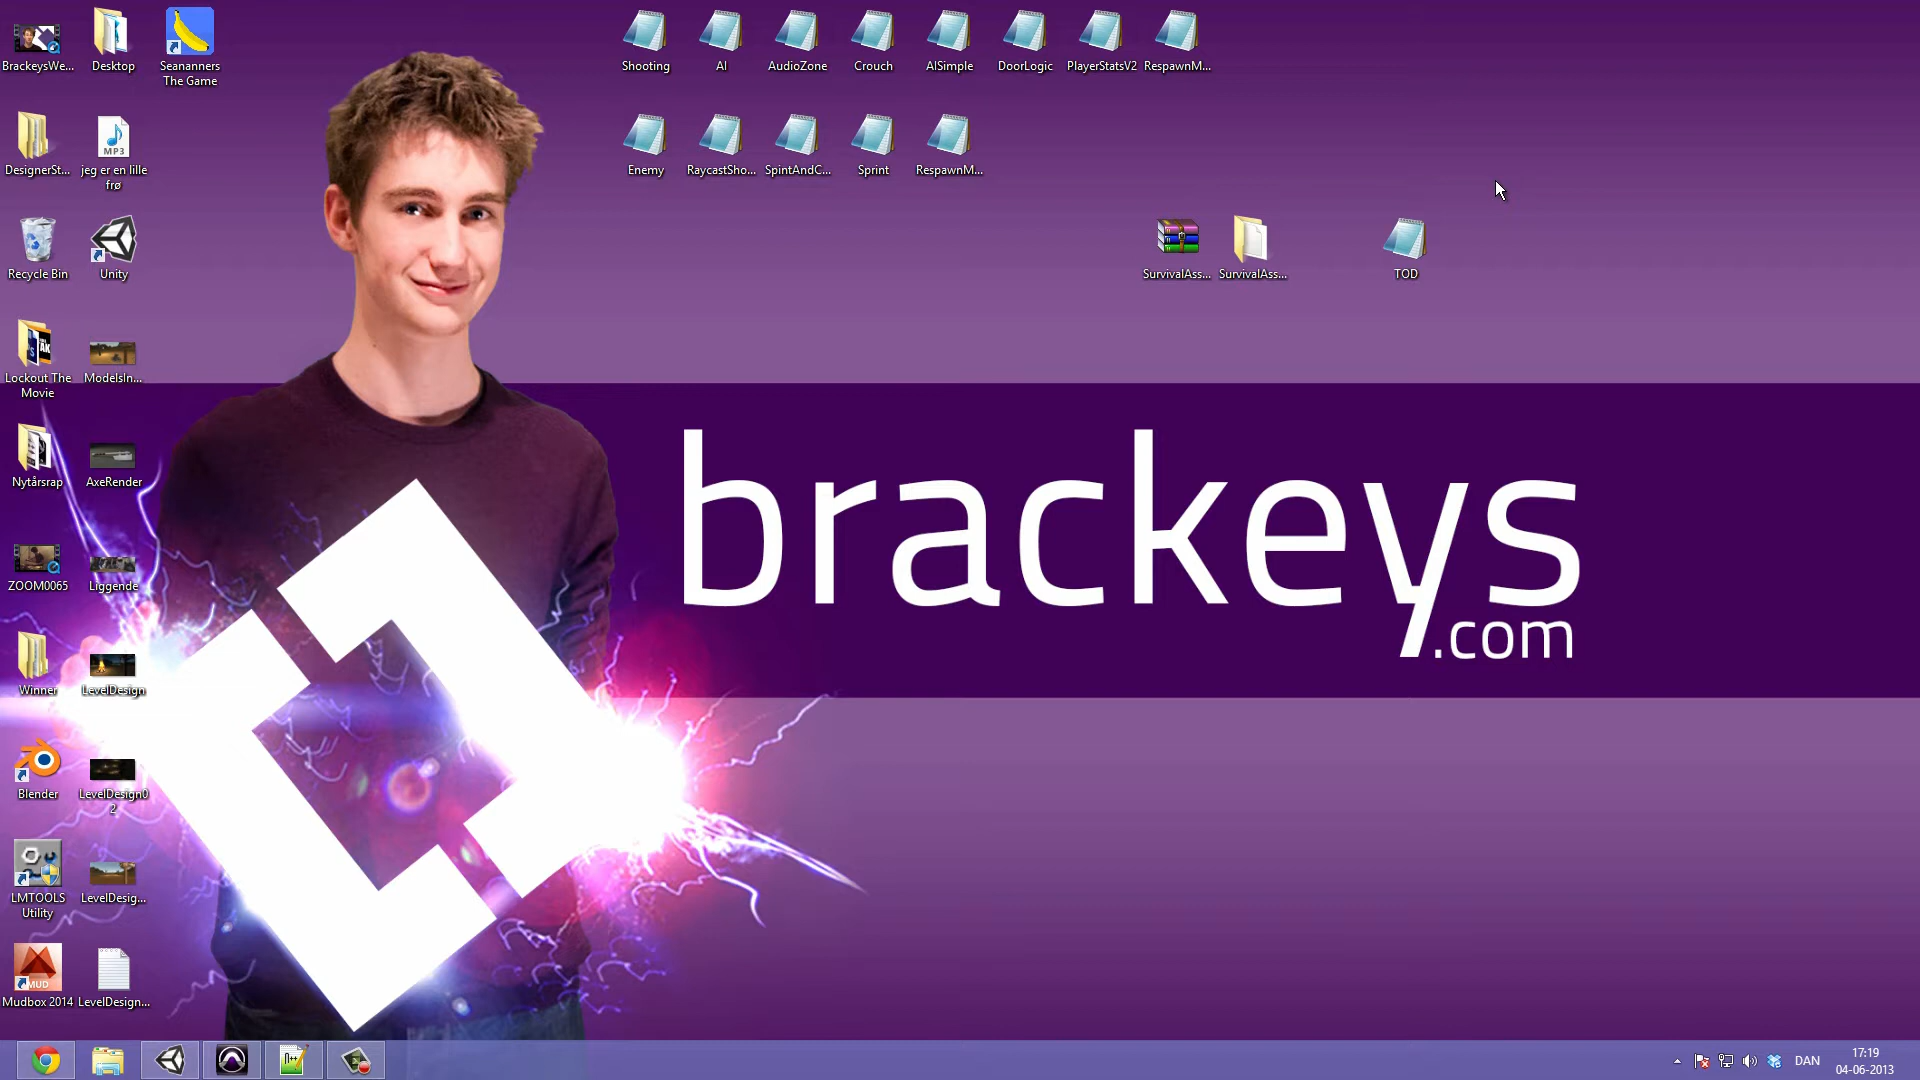 BrackeysWe...
Desktop
Seananners
The Game
Shooting
AI
AudioZone
Crouch
AISimple
DoorLogic
PlayerStatsV2
RespawnM...
DesignerSt...
MP3
jeg er en lille
frø
Enemy
RaycastSho...
SpintAndC...
Sprint
RespawnM...
Recycle Bin
Unity
SurvivalAss...
SurvivalAss...
TOD
Lockout The
Movie
ModelsIn...
Nytårsrap
AxeRender
brackeys
.com
ZOOM0065
Liggende
Winner
LevelDesign
Blender
LevelDesign0
2
LMTOOLS
Utility
LevelDesig...
MUD
Mudbox 2014
LevelDesign...
DAN
17:19
04-06-2013